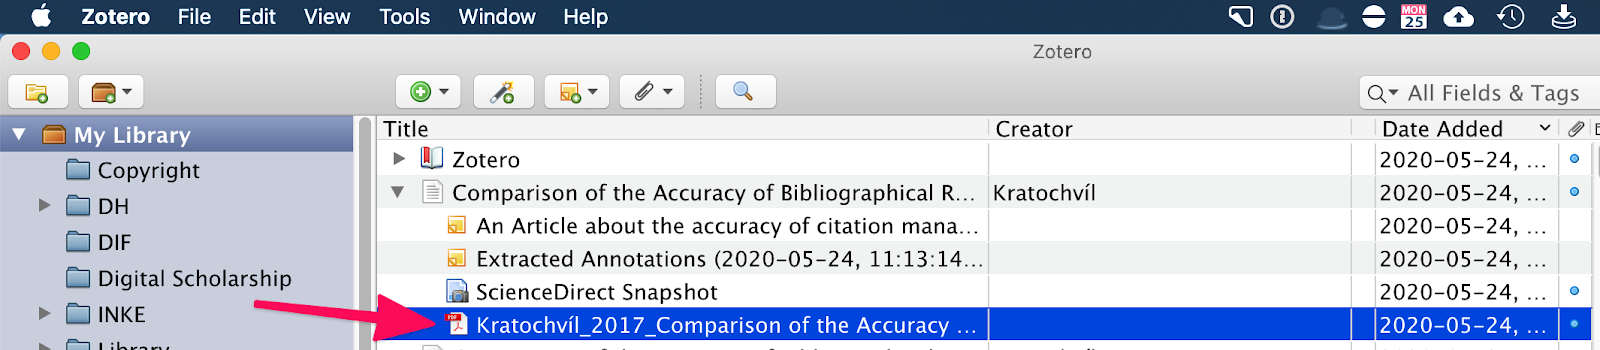 Zotero File Edit View Tools Window Help MON 25
Zotero
All Fields & Tags
My Library
Copyright
DH
DIF
Digital Scholarship
INKE
Library
Title Creator Date Added
Zotero 2020-05-24, ...
Comparison of the Accuracy of Bibliographical R... Kratochvíl 2020-05-24, ...
An Article about the accuracy of citation mana... 2020-05-24, ...
Extracted Annotations (2020-05-24, 11:13:14... 2020-05-24, ...
ScienceDirect Snapshot 2020-05-24, ...
PDF Kratochvíl_2017_Comparison of the Accuracy ... 2020-05-24, ...